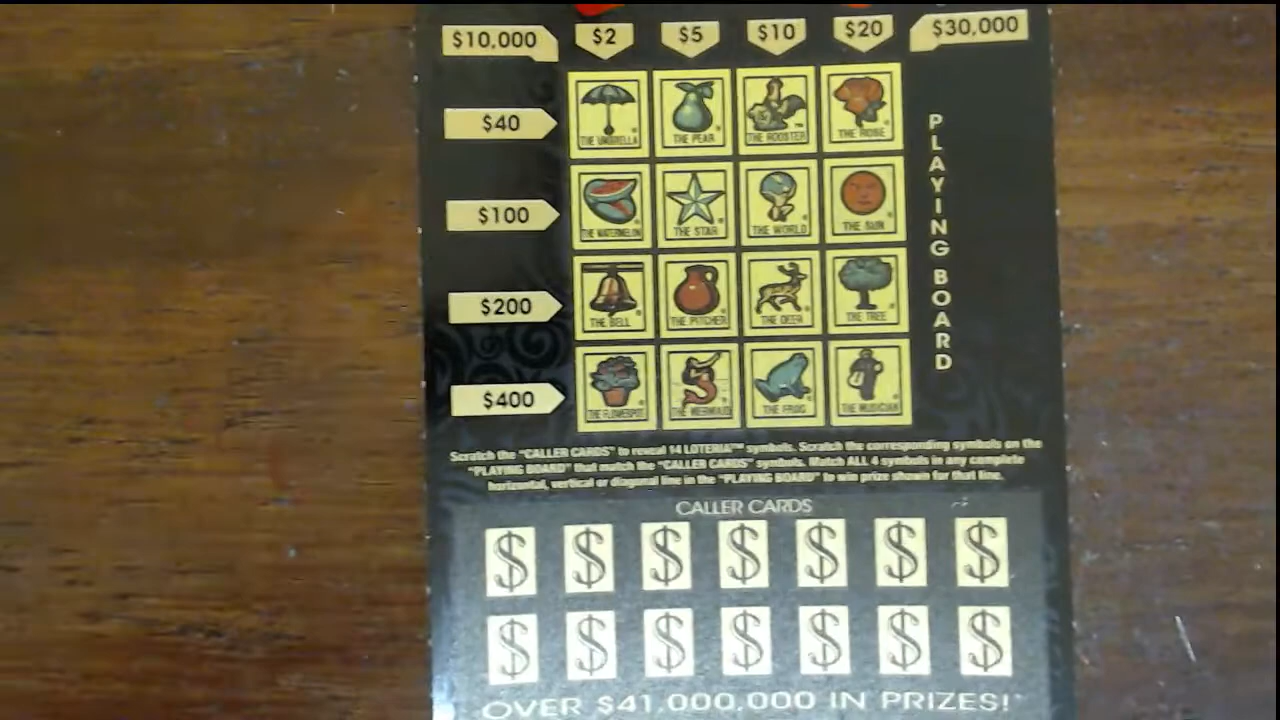 $10,000 $2 $5 $10 $20 $30,000
$40
THE UMBRELLA THE PEAR THE ROOSTER THE ROSE
$100
THE WATERMELON THE STAR THE WORLD THE SUN
$200
THE BELL THE PITCHER THE DEER THE TREE
$400
THE FLOWERPOT THE MERMAID THE FROG THE MUSICIAN
PLAYING BOARD
Scratch the "CALLER CARDS" to reveal 14 LOTERIA™ symbols. Scratch the corresponding symbols on the
"PLAYING BOARD" that match the "CALLER CARDS" symbols. Match ALL 4 symbols in any complete
horizontal, vertical or diagonal line in the "PLAYING BOARD" to win prize shown for that line.
CALLER CARDS
$ $ $ $ $ $ $
$ $ $ $ $ $ $
OVER $41,000,000 IN PRIZES!